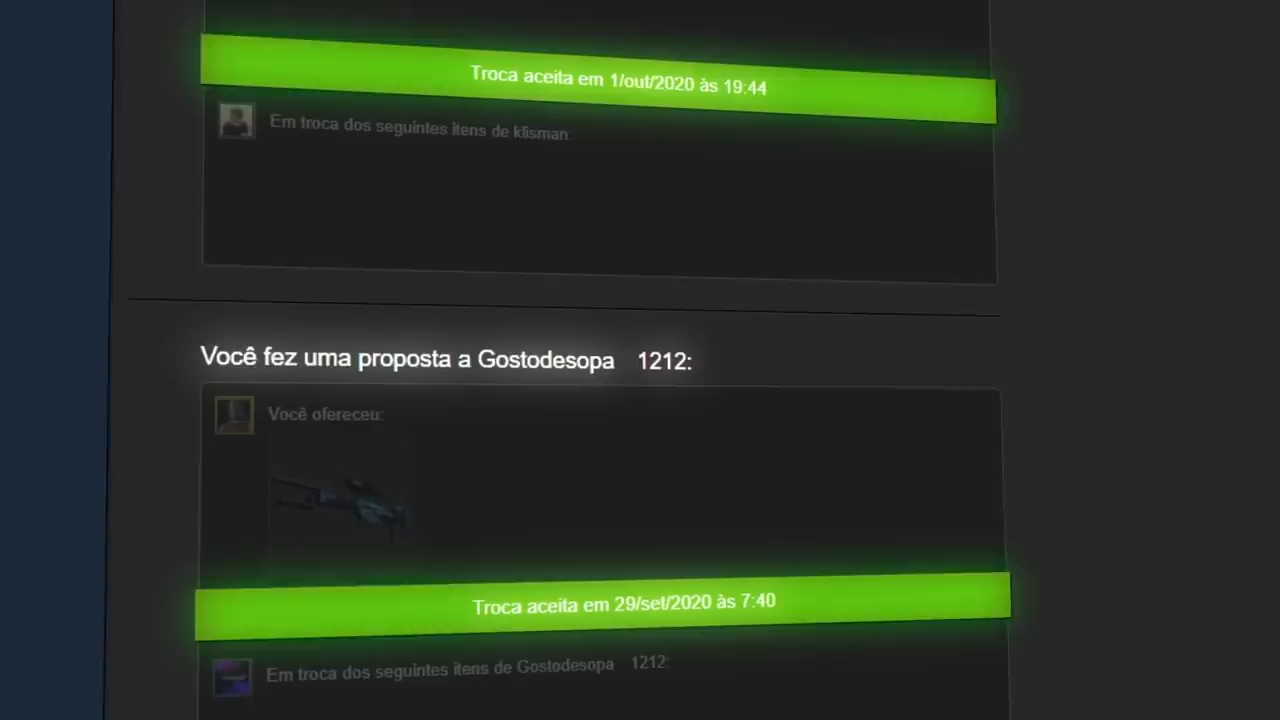 Troca aceita em 1/out/2020 às 19:44
Em troca dos seguintes itens de klisman:
Você fez uma proposta a Gostodesopa 1212:
Você ofereceu:
Troca aceita em 29/set/2020 às 7:40
Em troca dos seguintes itens de Gostodesopa 1212: